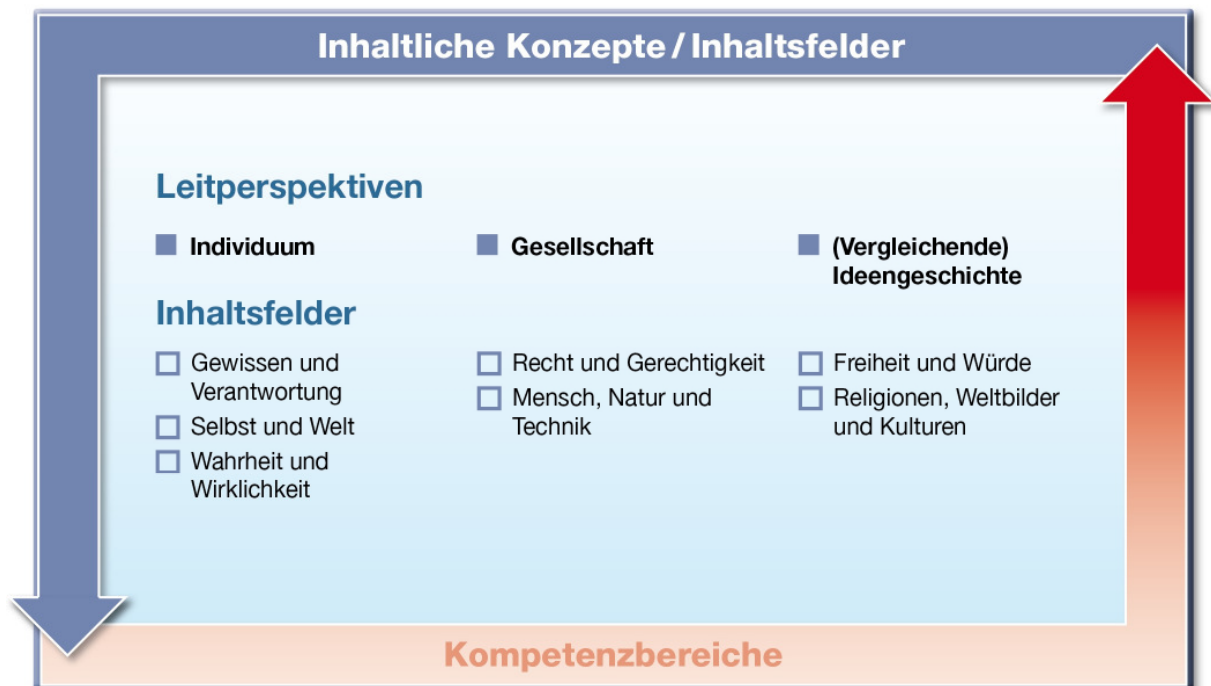 Inhaltliche Konzepte / Inhaltsfelder
Leitperspektiven
Individuum
Gesellschaft
(Vergleichende)
Ideengeschichte
Inhaltsfelder
Gewissen und
Verantwortung
Selbst und Welt
Wahrheit und
Wirklichkeit
Recht und Gerechtigkeit
Mensch, Natur und
Technik
Freiheit und Würde
Religionen, Weltbilder
und Kulturen
Kompetenzbereiche